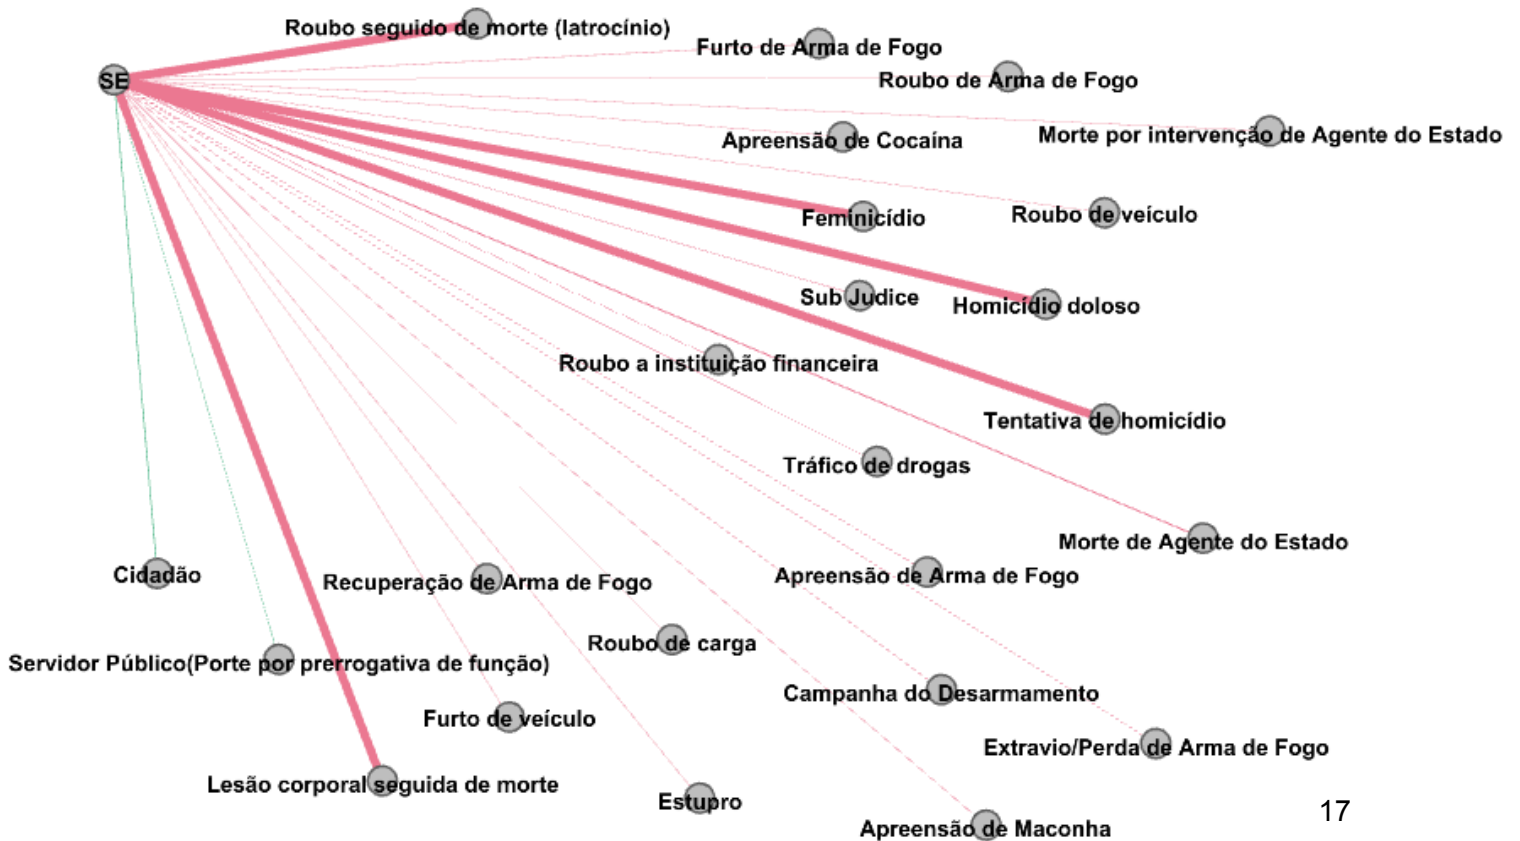 Roubo seguido de morte (latrocínio)
Furto de Arma de Fogo
SE
Roubo de Arma de Fogo
Morte por intervenção de Agente do Estado
Apreensão de Cocaína
Feminicídio
Roubo de veículo
Sub Judice
Homicídio doloso
Roubo a instituição financeira
Tentativa de homicídio
Tráfico de drogas
Morte de Agente do Estado
Cidadão
Recuperação de Arma de Fogo
Apreensão de Arma de Fogo
Roubo de carga
Servidor Público(Porte por prerrogativa de função)
Campanha do Desarmamento
Furto de veículo
Extravio/Perda de Arma de Fogo
Lesão corporal seguida de morte
Estupro
17
Apreensão de Maconha